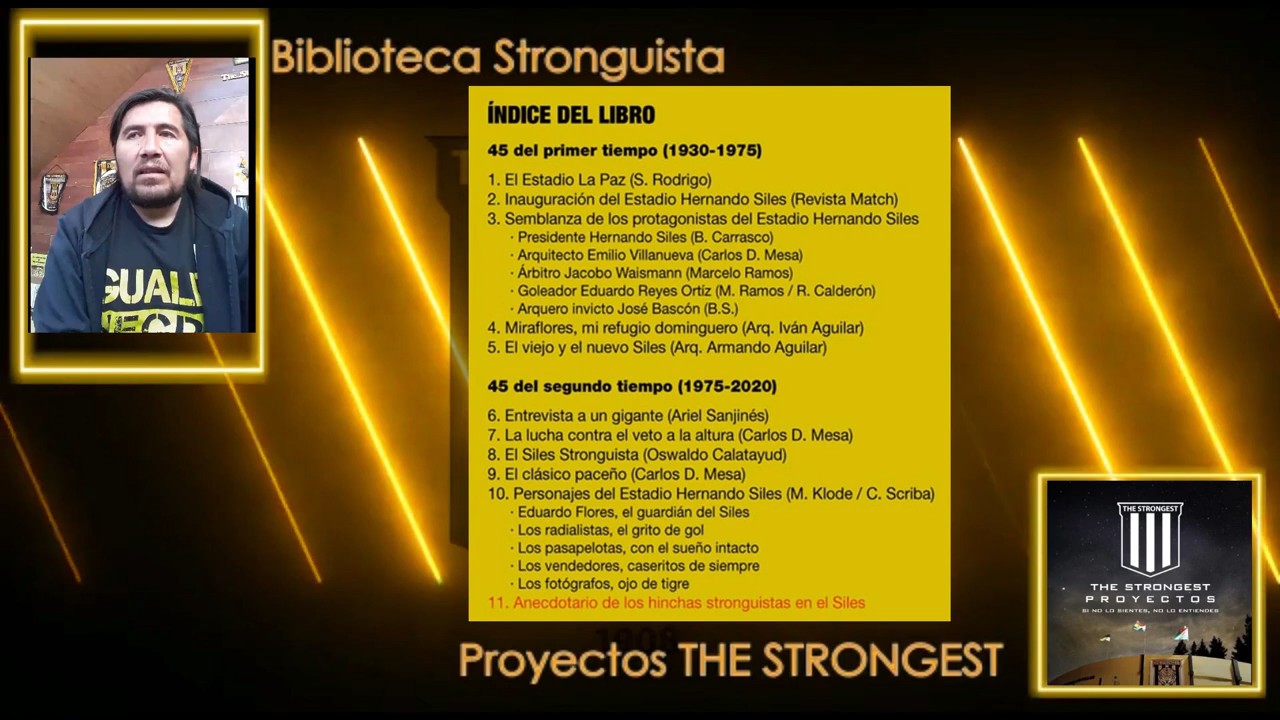 Biblioteca Stronguista
ÍNDICE DEL LIBRO
45 del primer tiempo (1930-1975)
1. El Estadio La Paz (S. Rodrigo)
2. Inauguración del Estadio Hernando Siles (Revista Match)
3. Semblanza de los protagonistas del Estadio Hernando Siles
· Presidente Hernando Siles (B. Carrasco)
· Arquitecto Emilio Villanueva (Carlos D. Mesa)
· Árbitro Jacobo Waismann (Marcelo Ramos)
· Goleador Eduardo Reyes Ortíz (M. Ramos / R. Calderón)
· Arquero invicto José Bascón (B.S.)
4. Miraflores, mi refugio dominguero (Arq. Iván Aguilar)
5. El viejo y el nuevo Siles (Arq. Armando Aguilar)
45 del segundo tiempo (1975-2020)
6. Entrevista a un gigante (Ariel Sanjinés)
7. La lucha contra el veto a la altura (Carlos D. Mesa)
8. El Siles Stronguista (Oswaldo Calatayud)
9. El clásico paceño (Carlos D. Mesa)
10. Personajes del Estadio Hernando Siles (M. Klode / C. Scriba)
· Eduardo Flores, el guardián del Siles
· Los radialistas, el grito de gol
· Los pasapelotas, con el sueño intacto
· Los vendedores, caseritos de siempre
· Los fotógrafos, ojo de tigre
11. Anecdotario de los hinchas stronguistas en el Siles
Proyectos THE STRONGEST
THE STRONGEST
THE STRONGEST
PROYECTOS
SI NO LO SIENTES, NO LO ENTIENDES